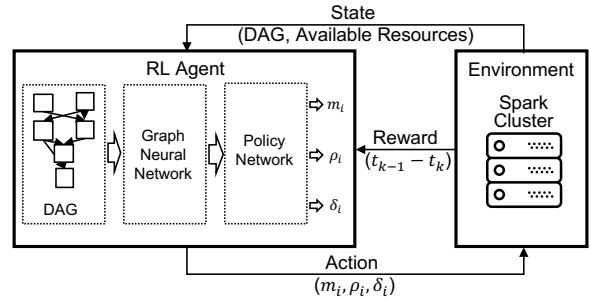 State
(DAG, Available Resources)
RL Agent
DAG
Graph
Neural
Network
Policy
Network
m_i
ρ_i
δ_i
Reward
(t_{k−1} − t_k)
Environment
Spark
Cluster
Action
(m_i, ρ_i, δ_i)